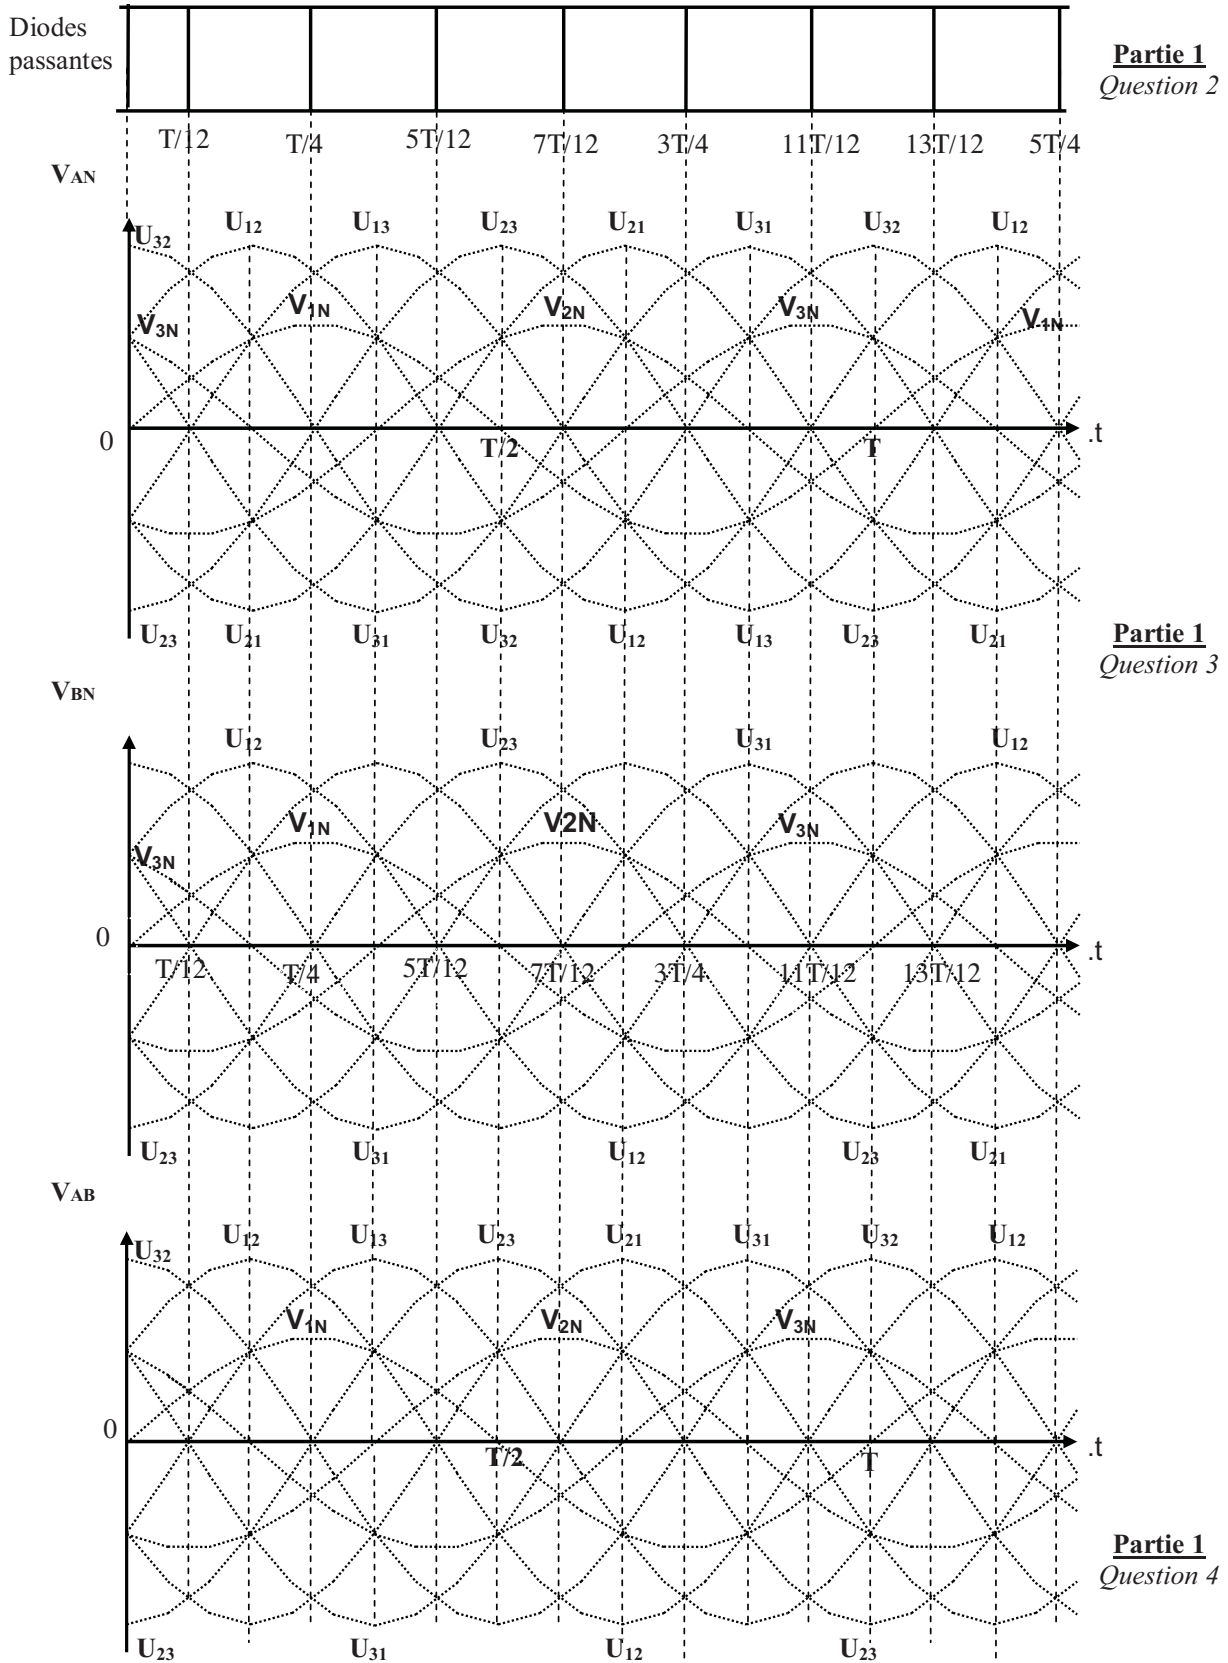 Diodes
passantes
Partie 1
Question 2
T/12 T/4 5T/12 7T/12 3T/4 11T/12 13T/12 5T/4
VAN
U32 U12 U13 U23 U21 U31 U32 U12
V3N V1N V2N V3N V1N
0 T/2 T .t
U23 U21 U31 U32 U12 U13 U23 U21
Partie 1
Question 3
VBN
U12 U23 U31 U12
V3N V1N V2N V3N
0 .t
T/12 T/4 5T/12 7T/12 3T/4 11T/12 13T/12
U23 U31 U12 U23 U21
VAB
U32 U12 U13 U23 U21 U31 U32 U12
V1N V2N V3N
0 T/2 T .t
Partie 1
Question 4
U23 U31 U12 U23